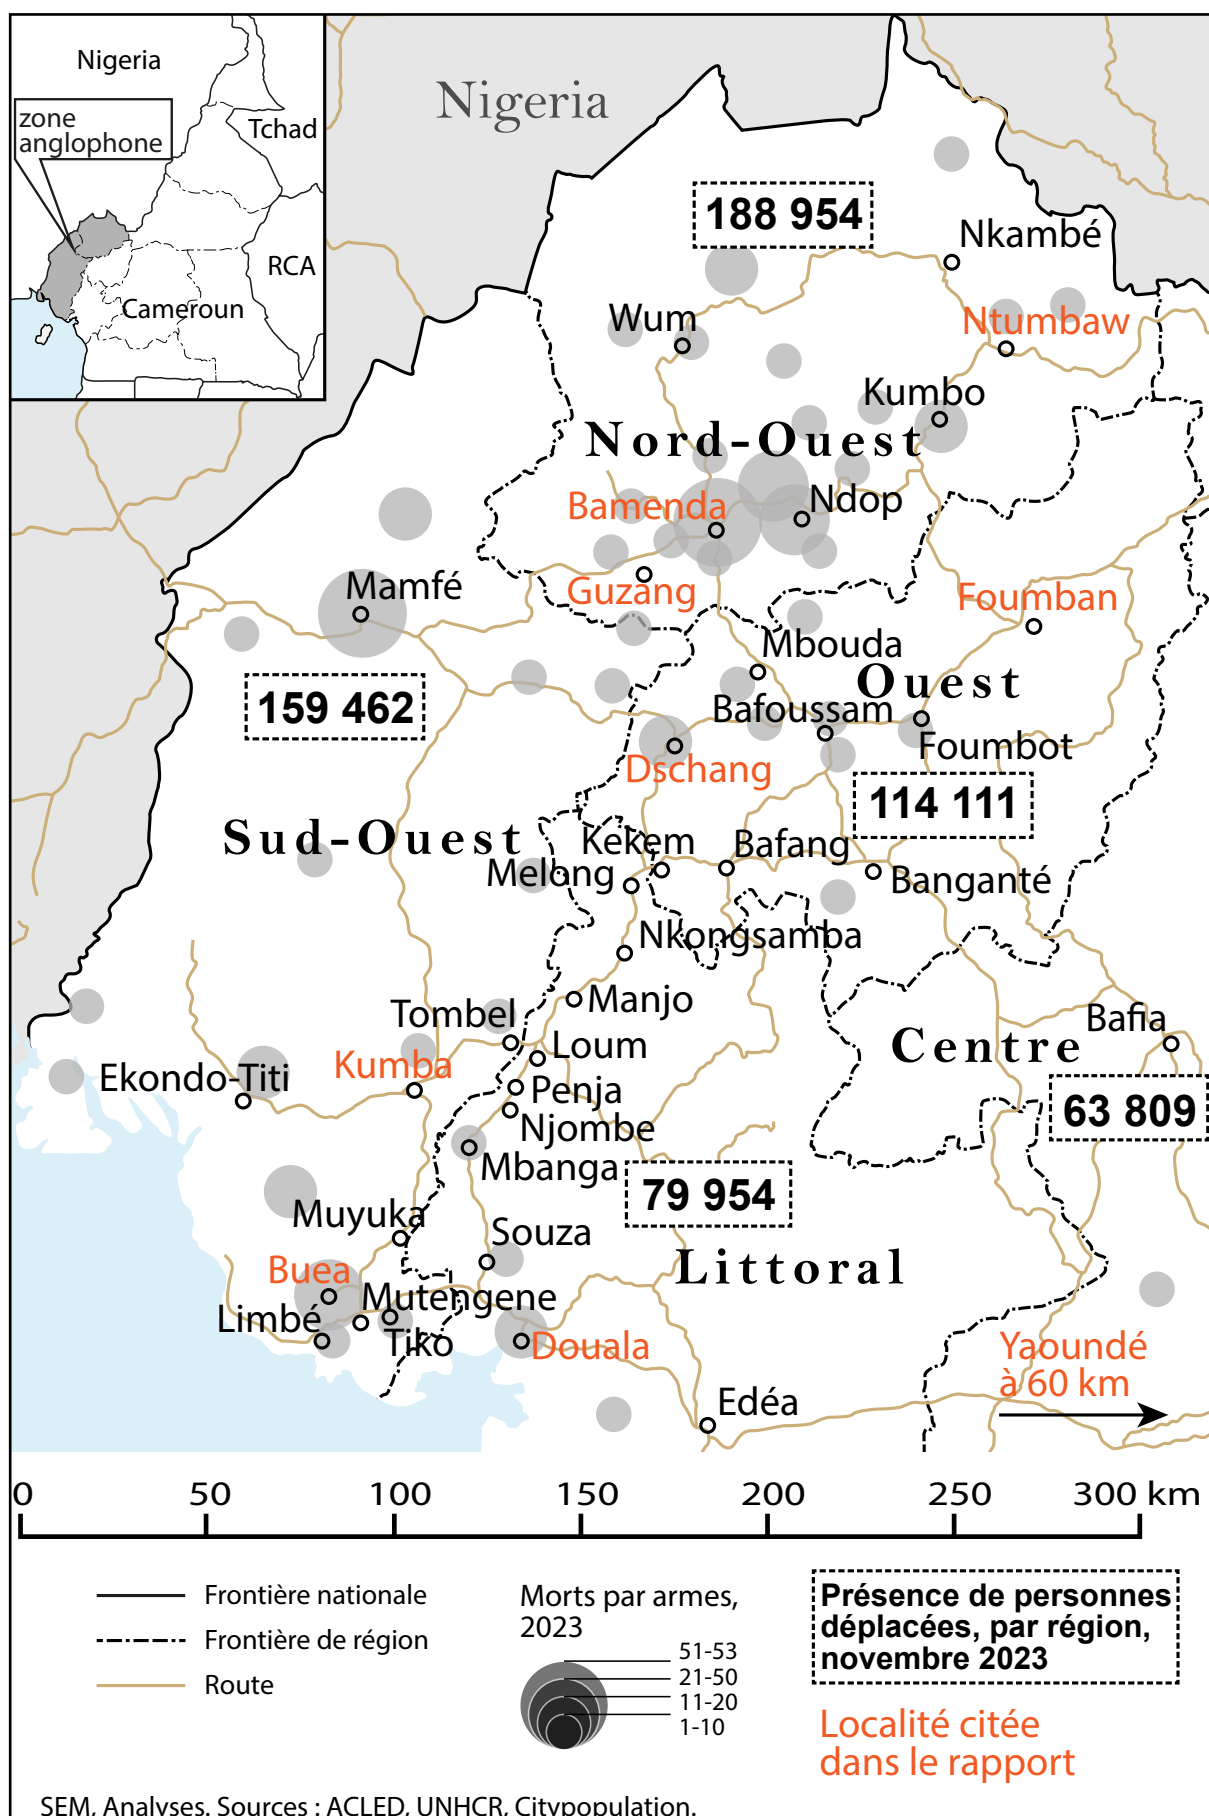 Nigeria
Tchad
zone
anglophone
RCA
Cameroun
Nigeria
188 954
Nkambé
Wum
Ntumbaw
Kumbo
Nord-Ouest
Bamenda
Ndop
Guzang
Foumban
Mamfé
Mbouda
Ouest
159 462
Bafoussam
Foumbot
Dschang
114 111
Sud-Ouest
Kekem
Bafang
Melong
Banganté
Nkongsamba
Manjo
Tombel
Loum
Centre
Bafia
Kumba
Ekondo-Titi
Penja
63 809
Njombe
Mbanga
79 954
Muyuka
Souza
Littoral
Buea
Mutengene
Limbé
Tiko
Douala
Yaoundé
à 60 km
Edéa
0 50 100 150 200 250 300 km
Frontière nationale
Frontière de région
Route
Morts par armes,
2023
51-53
21-50
11-20
1-10
Présence de personnes
déplacées, par région,
novembre 2023
Localité citée
dans le rapport
SEM, Analyses. Sources : ACLED, UNHCR, Citypopulation.